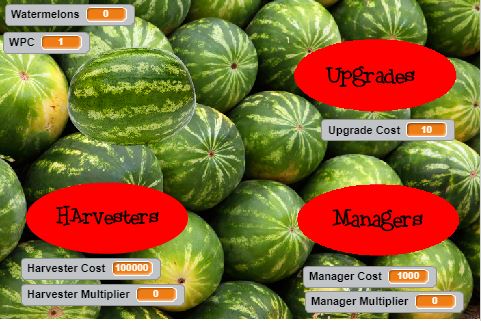 Watermelons 0
WPC 1
Upgrades
Upgrade Cost 10
HArvesters
Managers
Harvester Cost 100000
Manager Cost 1000
Harvester Multiplier 0
Manager Multiplier 0